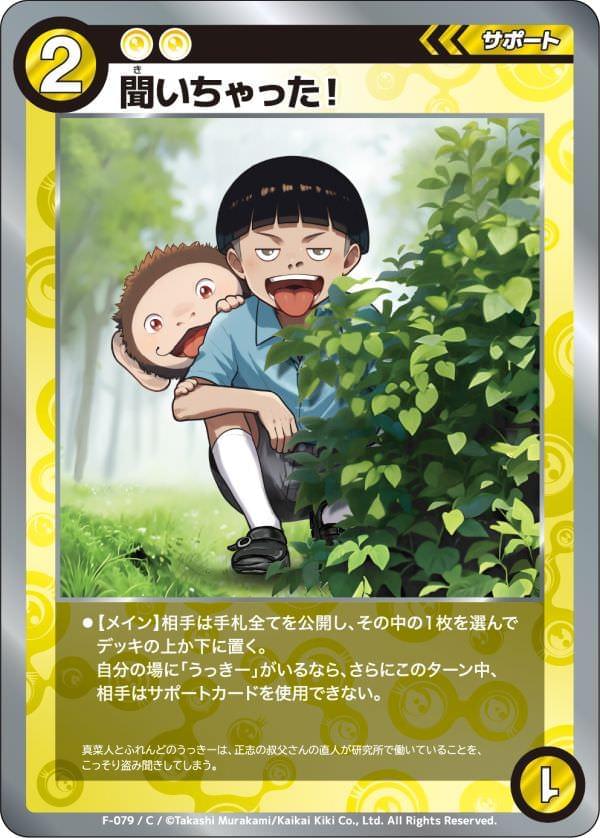 2
サポート
き
聞いちゃった！
●【メイン】相手は手札全てを公開し、その中の1枚を選んで
デッキの上か下に置く。
自分の場に「うっきー」がいるなら、さらにこのターン中、
相手はサポートカードを使用できない。
真菜人とふれんどのうっきーは、正志の叔父さんの直人が研究所で働いていることを、
こっそり盗み聞きしてしまう。
1
F-079 / C / ©Takashi Murakami/Kaikai Kiki Co., Ltd. All Rights Reserved.